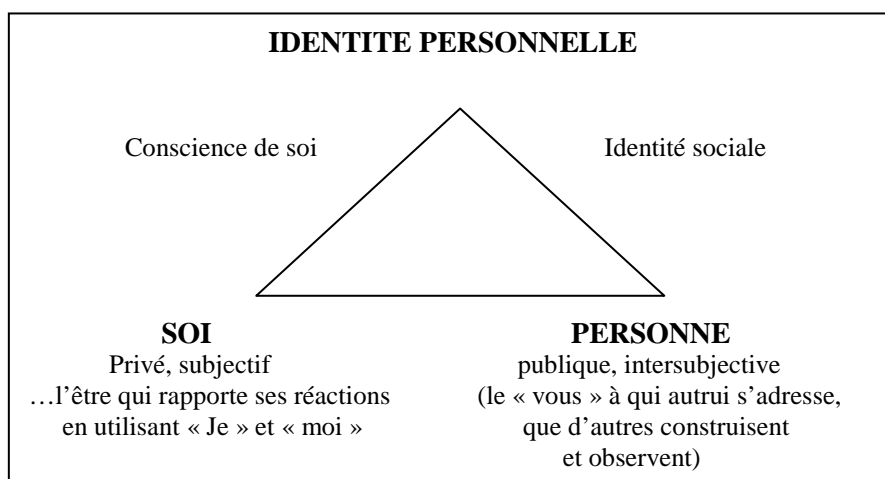 IDENTITE PERSONNELLE
Conscience de soi
Identité sociale
SOI
Privé, subjectif
…l’être qui rapporte ses réactions
en utilisant « Je » et « moi »
PERSONNE
publique, intersubjective
(le « vous » à qui autrui s’adresse,
que d’autres construisent
et observent)